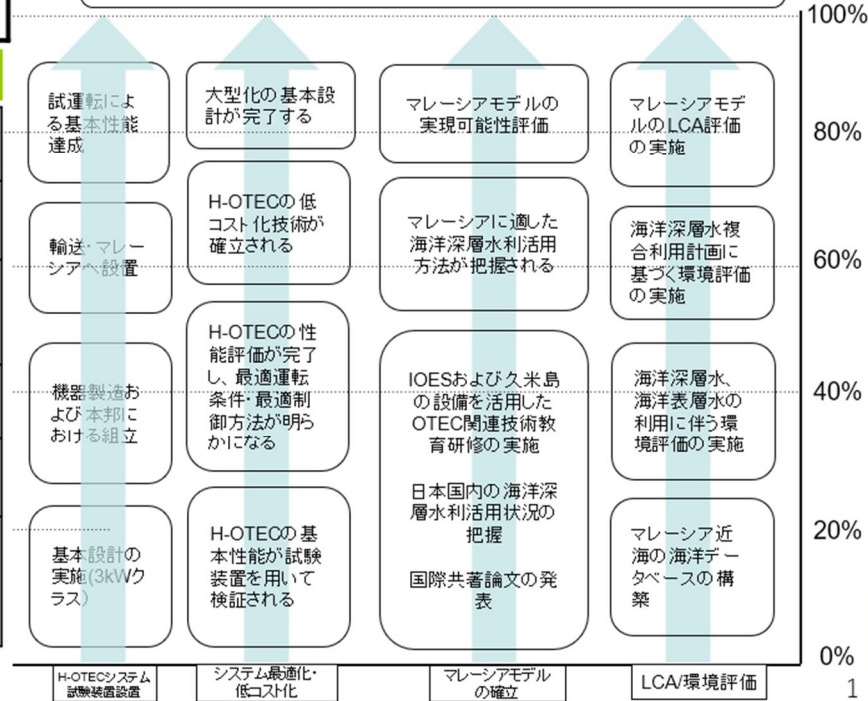 100%
試運転によ
る基本性能
達成
大型化の基本設
計が完了する
マレーシアモデルの
実現可能性評価
マレーシアモデ
ルのLCA評価
の実施
80%
輸送・マレー
シアへ設置
H-OTECの低
コスト化技術が
確立される
マレーシアに適した
海洋深層水利活用
方法が把握される
海洋深層水複
合利用計画に
基づく環境評価
の実施
60%
機器製造お
よび本邦に
おける組立
H-OTECの性
能評価が完了
し、最適運転
条件・最適制
御方法が明ら
かになる
IOESおよび久米島
の設備を活用した
OTEC関連技術教
育研修の実施
日本国内の海洋深
層水利活用状況の
把握
国際共著論文の発
表
海洋深層水、
海洋表層水の
利用に伴う環
境評価の実施
40%
基本設計の
実施(3kWク
ラス)
H-OTECの基
本性能が試験
装置を用いて
検証される
マレーシア近
海の海洋デー
タベースの構
築
20%
0%
H-OTECシステム
試験装置設置
システム最適化・
低コスト化
マレーシアモデル
の確立
LCA/環境評価
1